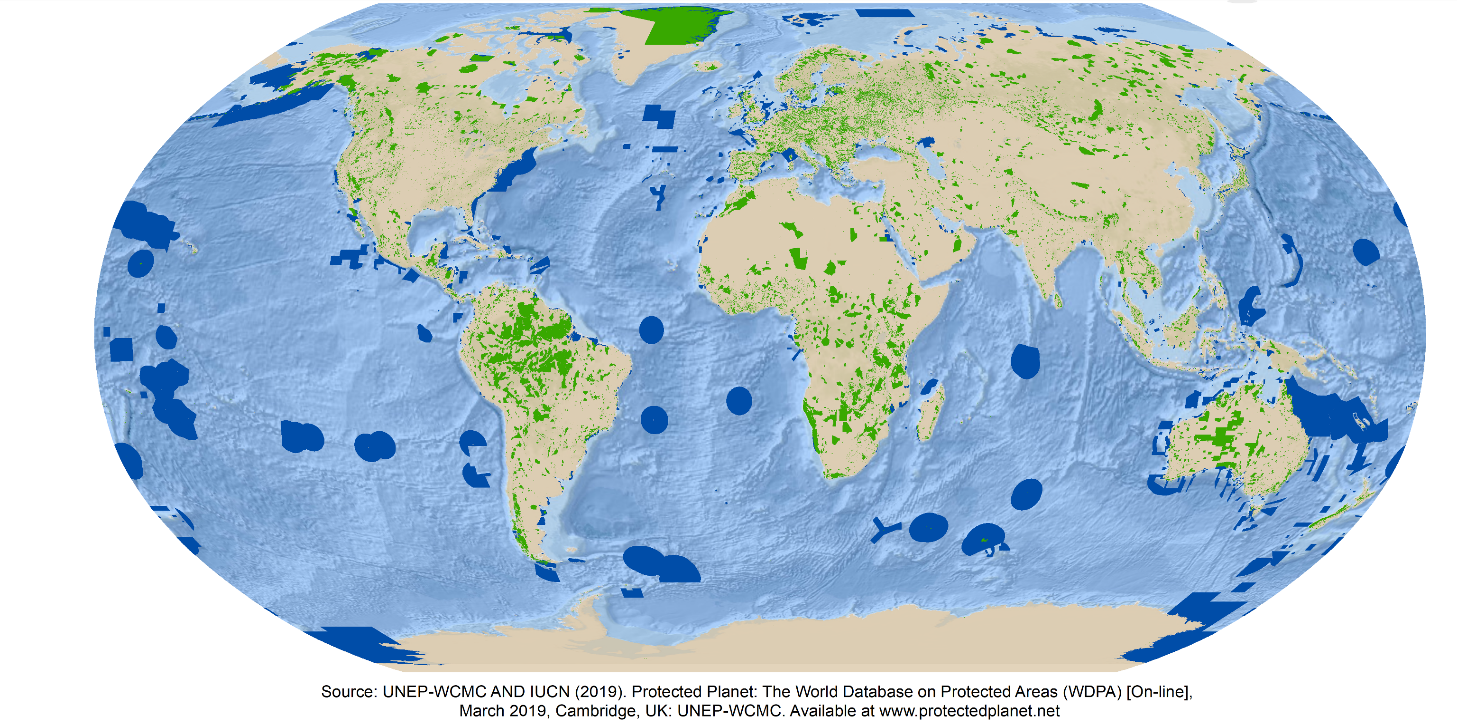 Source: UNEP-WCMC AND IUCN (2019). Protected Planet: The World Database on Protected Areas (WDPA) [On-line],
March 2019, Cambridge, UK: UNEP-WCMC. Available at www.protectedplanet.net